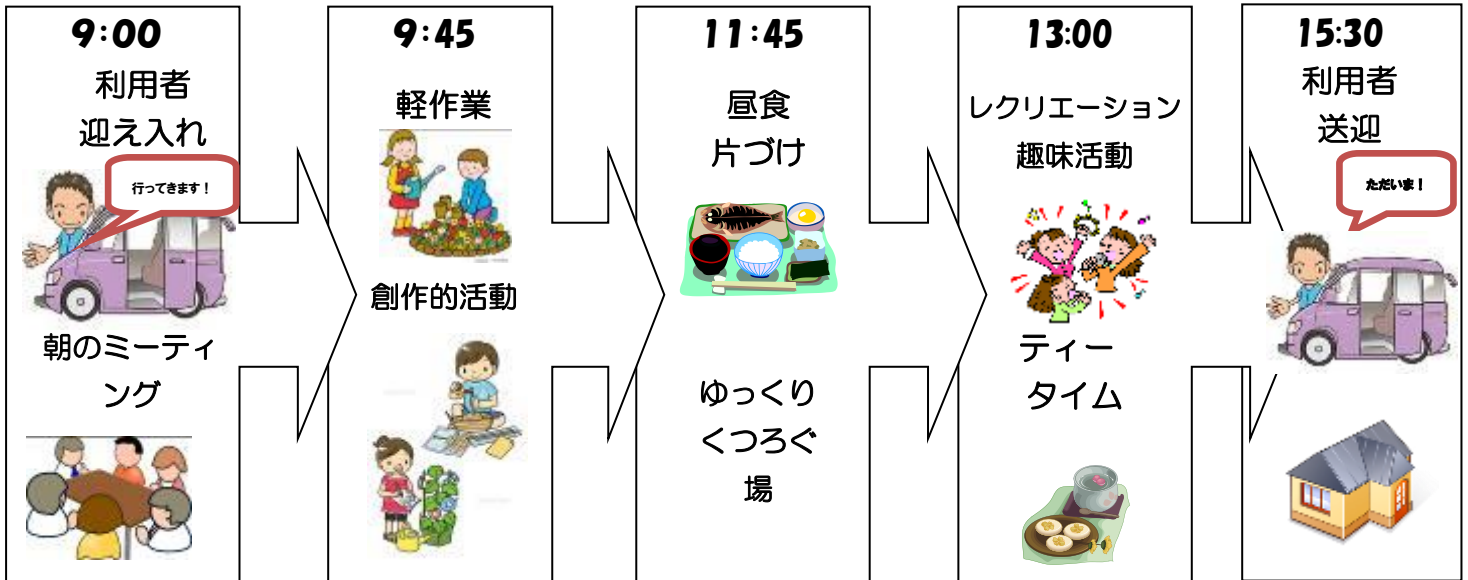 9:00
利用者
迎え入れ
行ってきます！
朝のミーティ
ング
9:45
軽作業
創作的活動
11:45
昼食
片づけ
ゆっくり
くつろぐ
場
13:00
レクリエーション
趣味活動
ティー
タイム
15:30
利用者
送迎
ただいま！